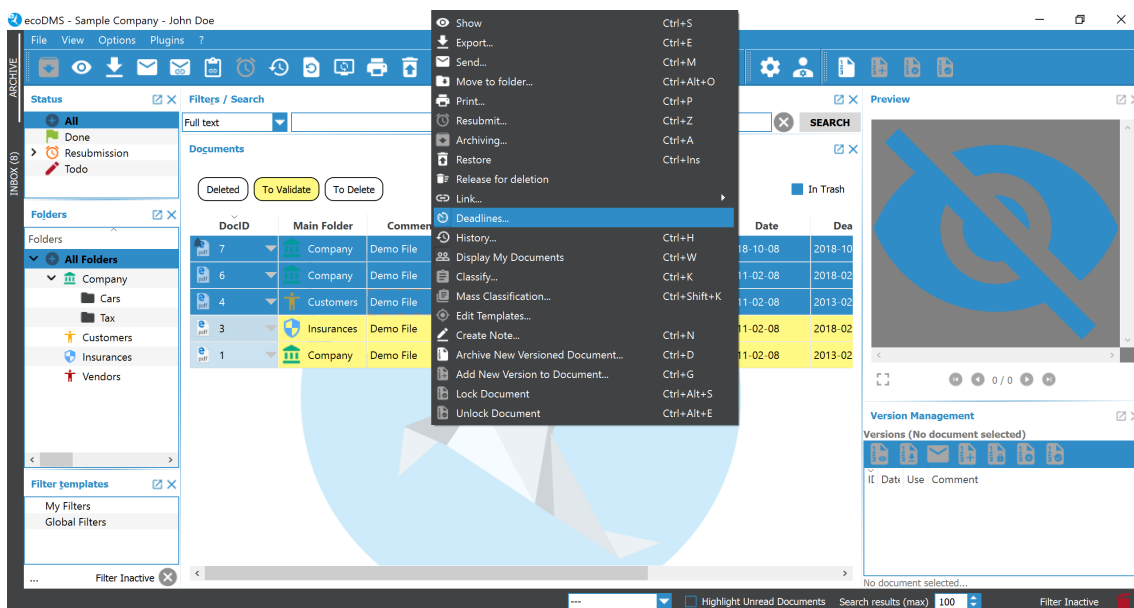 ecoDMS - Sample Company - John Doe
File View Options Plugins ?
ARCHIVE
INBOX (8)
Status
All
Done
Resubmission
Todo
Folders
Folders
All Folders
Company
Cars
Tax
Customers
Insurances
Vendors
Filter templates
My Filters
Global Filters
... Filter Inactive
Filters / Search
Full text
SEARCH
Documents
Deleted To Validate To Delete
In Trash
DocID Main Folder Commen Date Dea
7 Company Demo File 18-10-08 2018-10
6 Company Demo File 11-02-08 2018-02
4 Customers Demo File 11-02-08 2013-02
3 Insurances Demo File 11-02-08 2018-02
1 Company Demo File 11-02-08 2013-02
Show Ctrl+S
Export... Ctrl+E
Send... Ctrl+M
Move to folder... Ctrl+Alt+O
Print... Ctrl+P
Resubmit... Ctrl+Z
Archiving... Ctrl+A
Restore Ctrl+Ins
Release for deletion
Link...
Deadlines...
History... Ctrl+H
Display My Documents Ctrl+W
Classify... Ctrl+K
Mass Classification... Ctrl+Shift+K
Edit Templates...
Create Note... Ctrl+N
Archive New Versioned Document... Ctrl+D
Add New Version to Document... Ctrl+G
Lock Document Ctrl+Alt+S
Unlock Document Ctrl+Alt+E
Preview
0 / 0
Version Management
Versions (No document selected)
Date Use Comment
No document selected...
--- Highlight Unread Documents Search results (max) 100 Filter Inactive